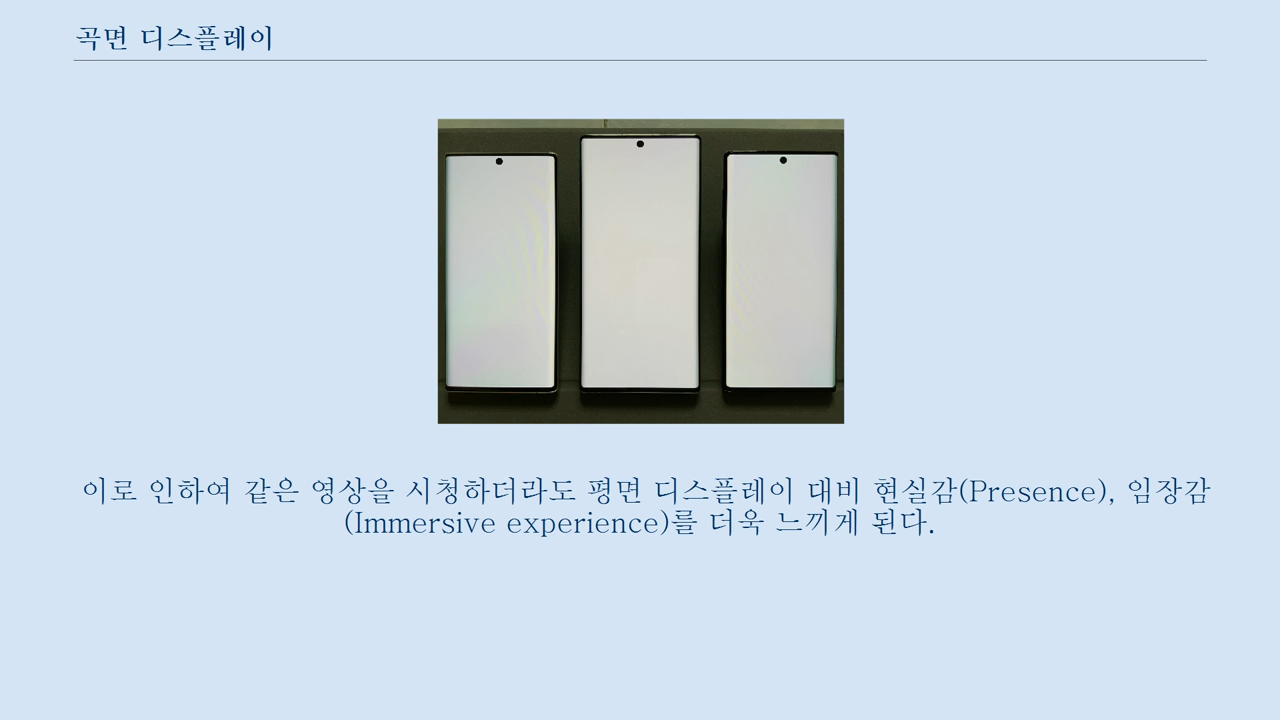 곡면 디스플레이
이로 인하여 같은 영상을 시청하더라도 평면 디스플레이 대비 현실감(Presence), 임장감
(Immersive experience)를 더욱 느끼게 된다.